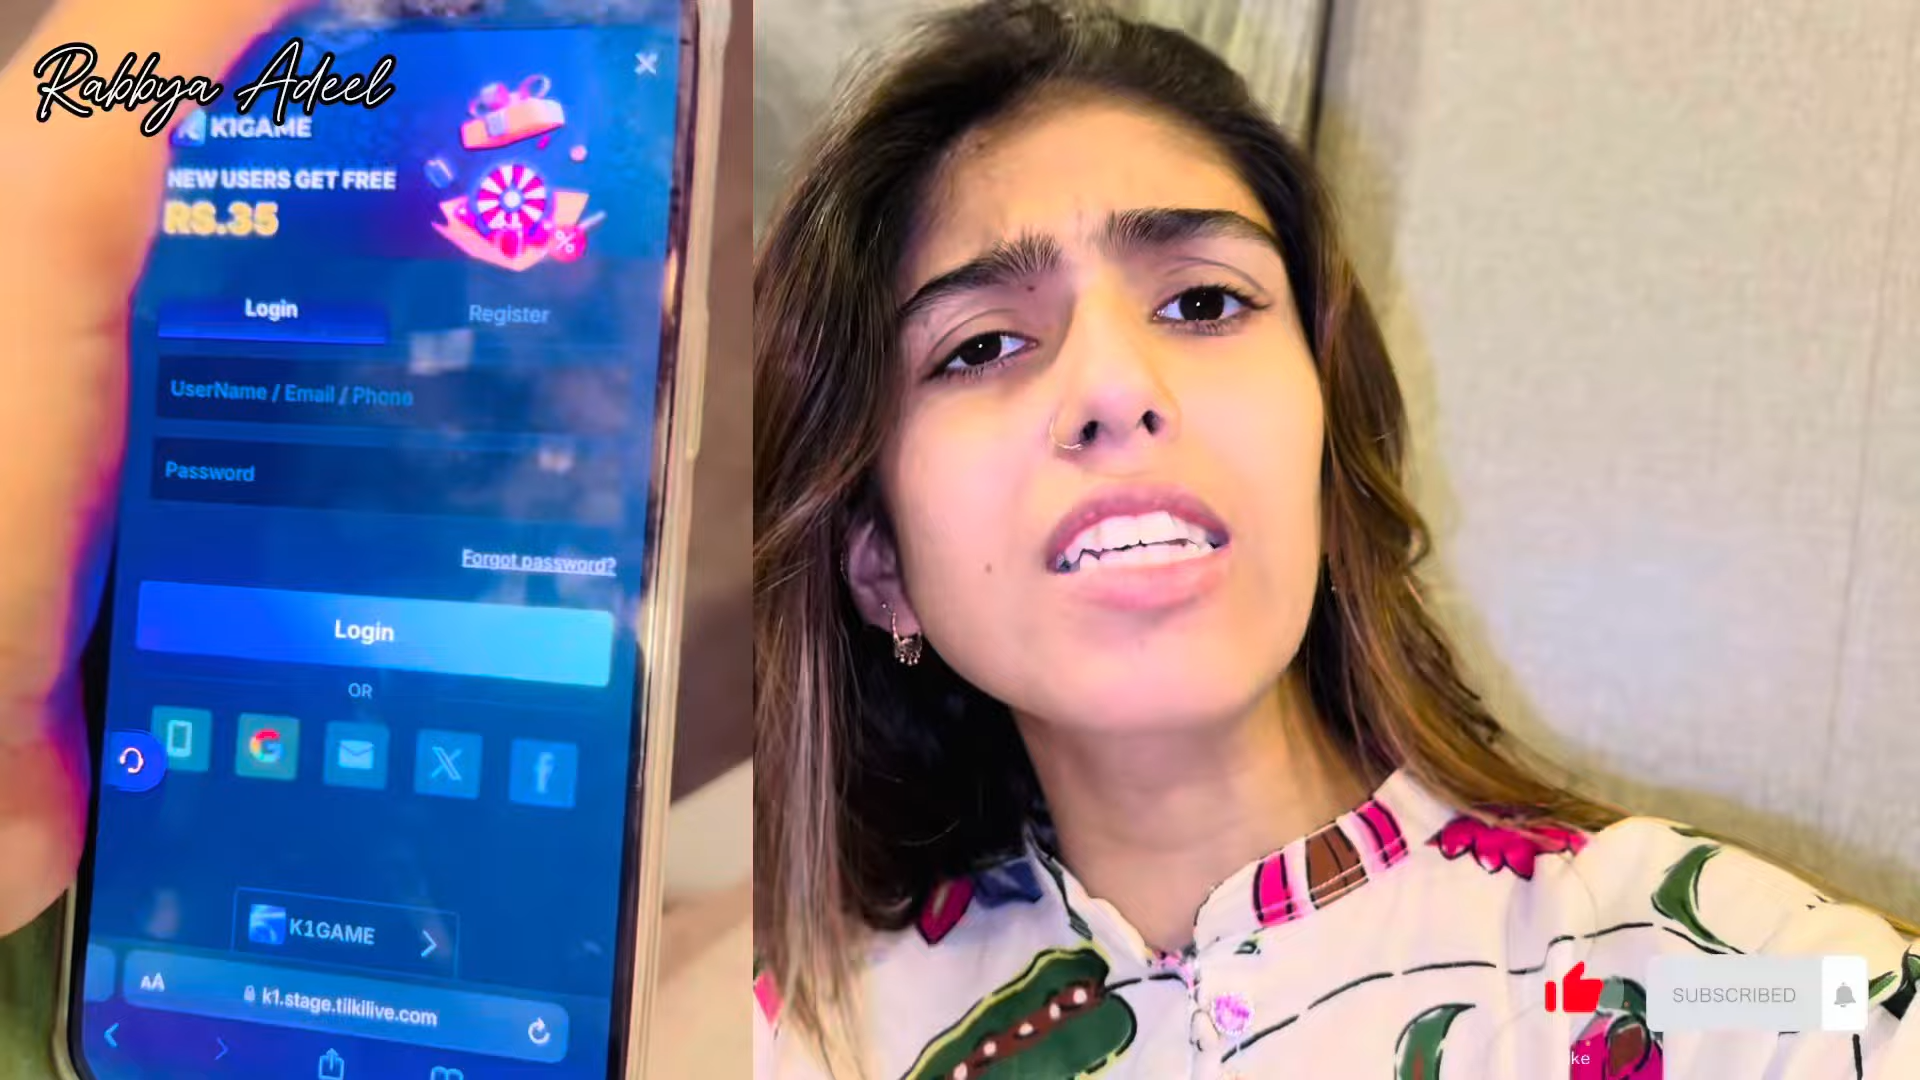 Rabbya Adeel
K1GAME
NEW USERS GET FREE
RS.35
Login
Register
UserName / Email / Phone
Password
Forgot password?
Login
OR
K1GAME
AA
k1.stage.tilkilive.com
SUBSCRIBED